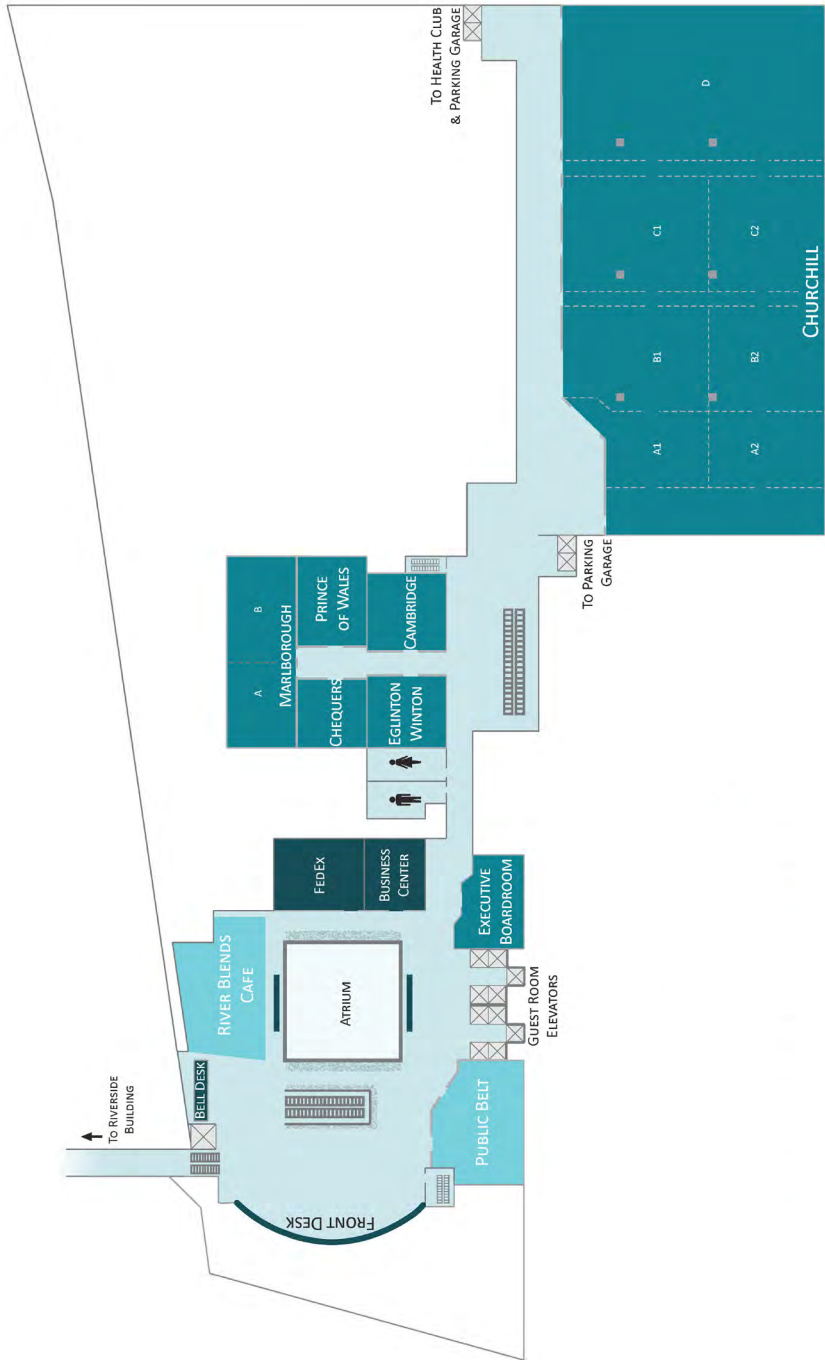 TO HEALTH CLUB
& PARKING GARAGE
D
C1
C2
CHURCHILL
B1
B2
A1
A2
TO PARKING
GARAGE
B
A
MARLBOROUGH
PRINCE
OF WALES
CAMBRIDGE
CHEQUERS
EGLINTON
WINTON
FEDEX
BUSINESS
CENTER
EXECUTIVE
BOARDROOM
RIVER BLENDS
CAFE
ATRIUM
GUEST ROOM
ELEVATORS
BELL DESK
TO RIVERSIDE
BUILDING
PUBLIC BELT
FRONT DESK